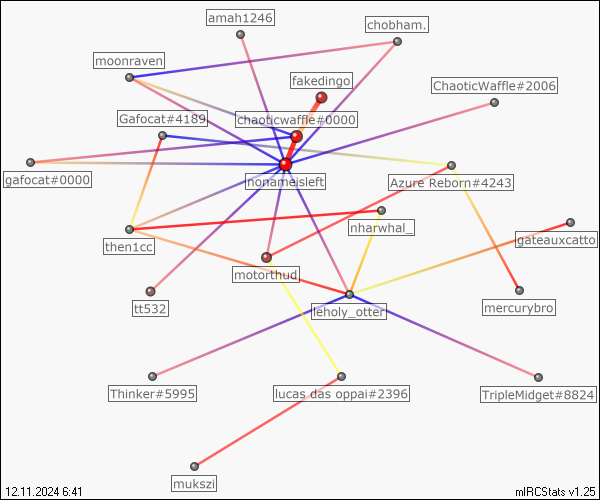 amah1246
chobham.
moonraven
fakedingo
ChaoticWaffle#2006
Gafocat#4189
chaoticwaffle#0000
gafocat#0000
nonameisleft
Azure Reborn#4243
nharwhal_
gateauxcatto
then1cc
motorthud
tt532
leholy_otter
mercurybro
Thinker#5995
lucas das oppai#2396
TripleMidget#8824
mukszi
12.11.2024 6:41
mIRCStats v1.25